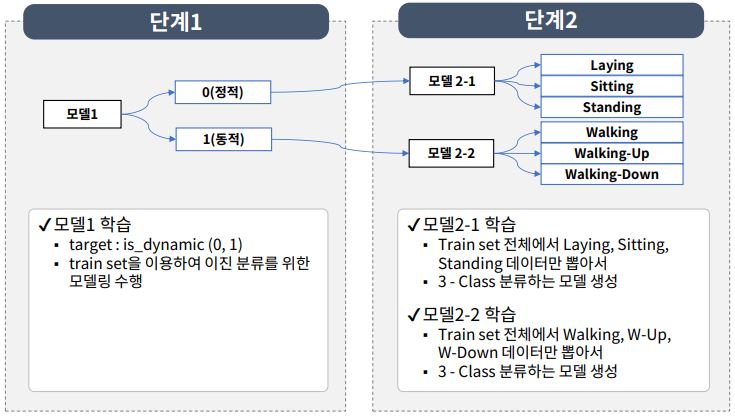 단계1
모델1
0(정적)
1(동적)
✔모델1 학습
▪ target : is_dynamic (0, 1)
▪ train set을 이용하여 이진 분류를 위한
모델링 수행
단계2
모델 2-1
Laying
Sitting
Standing
모델 2-2
Walking
Walking-Up
Walking-Down
✔모델2-1 학습
▪ Train set 전체에서 Laying, Sitting,
Standing 데이터만 뽑아서
▪ 3 - Class 분류하는 모델 생성
✔모델2-2 학습
▪ Train set 전체에서 Walking, W-Up,
W-Down 데이터만 뽑아서
▪ 3 - Class 분류하는 모델 생성